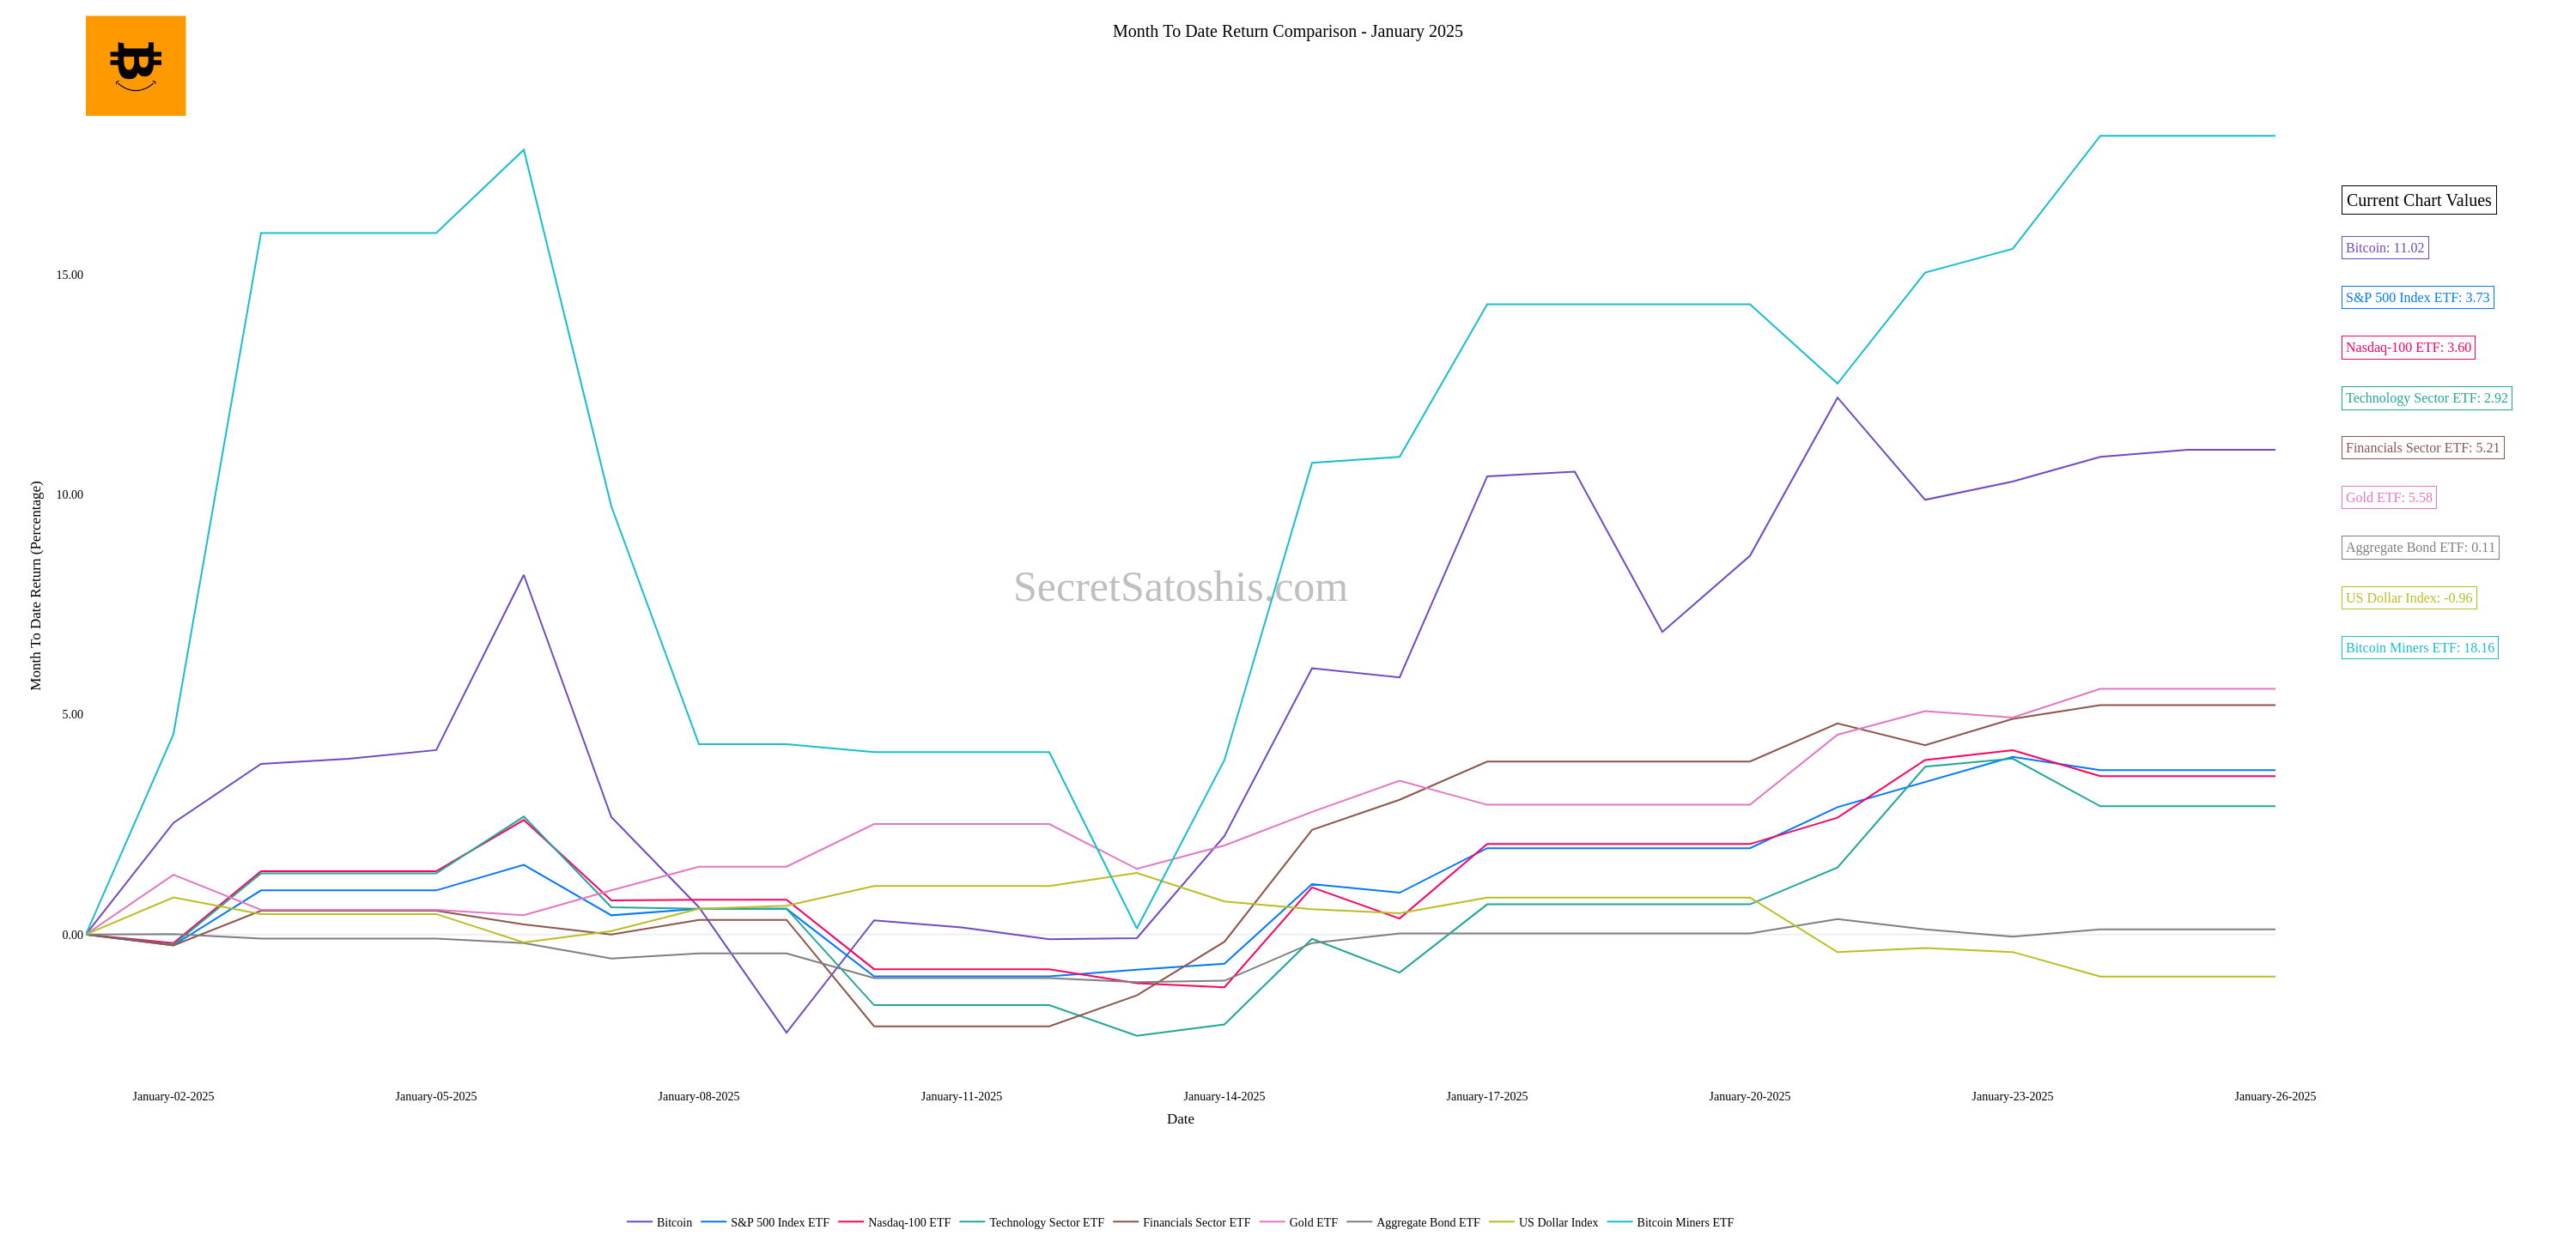 Month To Date Return Comparison - January 2025
Current Chart Values
Bitcoin: 11.02
S&P 500 Index ETF: 3.73
Nasdaq-100 ETF: 3.60
Technology Sector ETF: 2.92
Financials Sector ETF: 5.21
Gold ETF: 5.58
Aggregate Bond ETF: 0.11
US Dollar Index: -0.96
Bitcoin Miners ETF: 18.16
Month To Date Return (Percentage)
15.00
10.00
5.00
0.00
SecretSatoshis.com
January-02-2025 January-05-2025 January-08-2025 January-11-2025 January-14-2025 January-17-2025 January-20-2025 January-23-2025 January-26-2025
Date
Bitcoin S&P 500 Index ETF Nasdaq-100 ETF Technology Sector ETF Financials Sector ETF Gold ETF Aggregate Bond ETF US Dollar Index Bitcoin Miners ETF